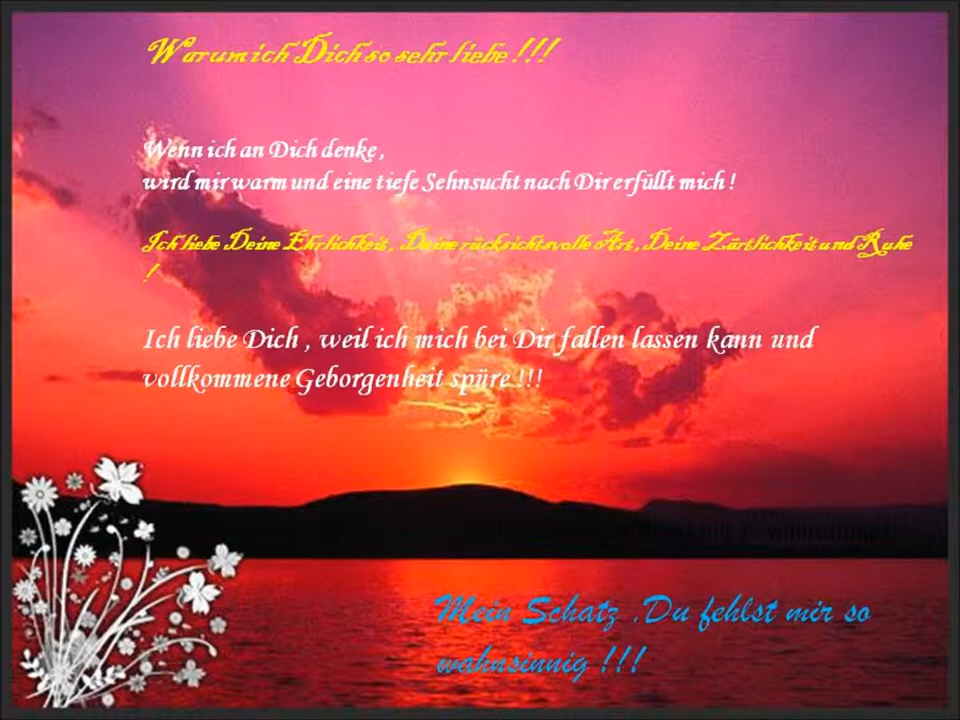 Warum ich Dich so sehr liebe !!!
Wenn ich an Dich denke ,
wird mir warm und eine tiefe Sehnsucht nach Dir erfüllt mich !
Ich liebe Deine Ehrlichkeit , Deine rücksichtsvolle Art , Deine Zärtlichkeit und Ruhe
!
Ich liebe Dich , weil ich mich bei Dir fallen lassen kann und
vollkommene Geborgenheit spüre !!!
Mein Schatz .Du fehlst mir so
wahnsinnig !!!